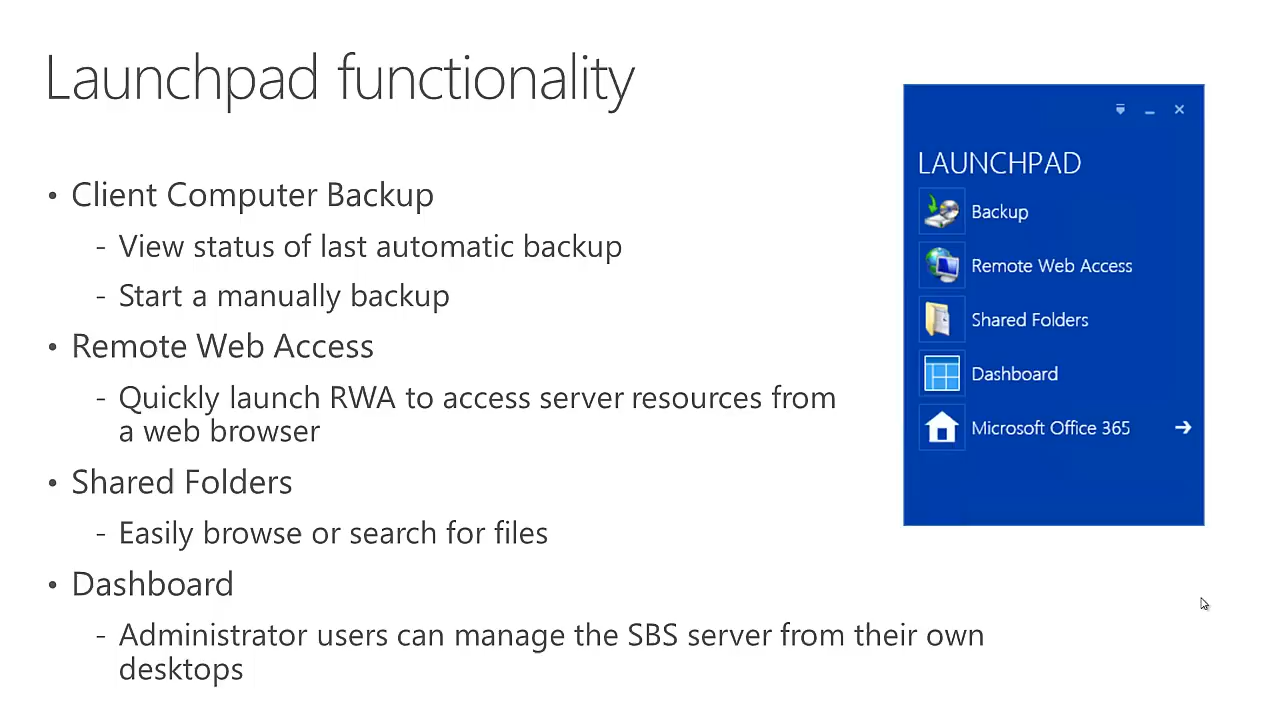 Launchpad functionality
• Client Computer Backup
- View status of last automatic backup
- Start a manually backup
• Remote Web Access
- Quickly launch RWA to access server resources from
a web browser
• Shared Folders
- Easily browse or search for files
• Dashboard
- Administrator users can manage the SBS server from their own
desktops
LAUNCHPAD
Backup
Remote Web Access
Shared Folders
Dashboard
Microsoft Office 365